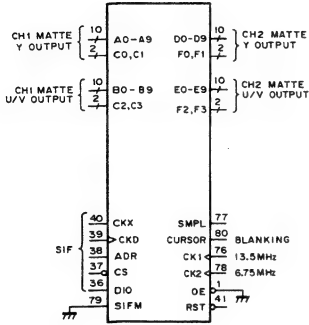 CH1 MATTE
Y OUTPUT
10
2
A0-A9
C0,C1
D0-D9
F0,F1
10
2
CH2 MATTE
Y OUTPUT
CH1 MATTE
U/V OUTPUT
10
2
B0-B9
C2,C3
E0-E9
F2,F3
10
2
CH2 MATTE
U/V OUTPUT
SIF
40 CKX
39 CKD
38 ADR
37 CS
36 DIO
79 SIFM
SMPL 77
CURSOR 80 BLANKING
CK1 76 13.5MHz
CK2 78 6.75MHz
OE 1
RST 41